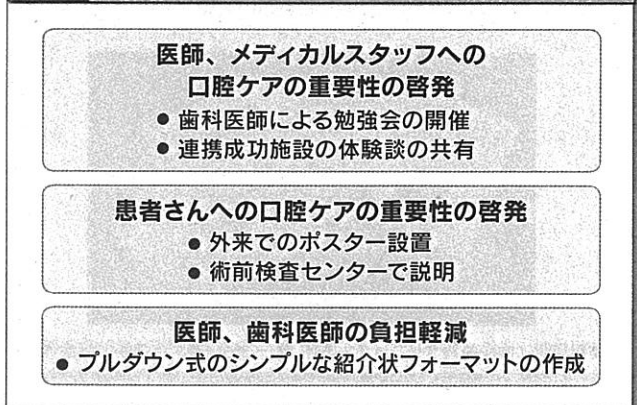 医師、メディカルスタッフへの
口腔ケアの重要性の啓発
● 歯科医師による勉強会の開催
● 連携成功施設の体験談の共有
患者さんへの口腔ケアの重要性の啓発
● 外来でのポスター設置
● 術前検査センターで説明
医師、歯科医師の負担軽減
● プルダウン式のシンプルな紹介状フォーマットの作成